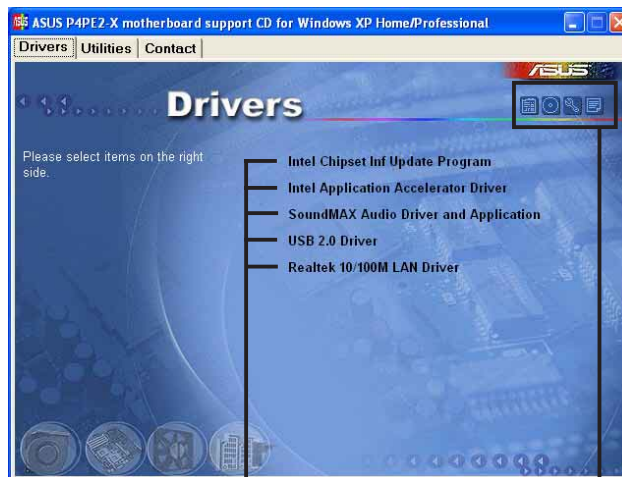 ASUS P4PE2-X motherboard support CD for Windows XP Home/Professional
Drivers Utilities Contact
ASUS
Drivers
Please select items on the right
side.
Intel Chipset Inf Update Program
Intel Application Accelerator Driver
SoundMAX Audio Driver and Application
USB 2.0 Driver
Realtek 10/100M LAN Driver